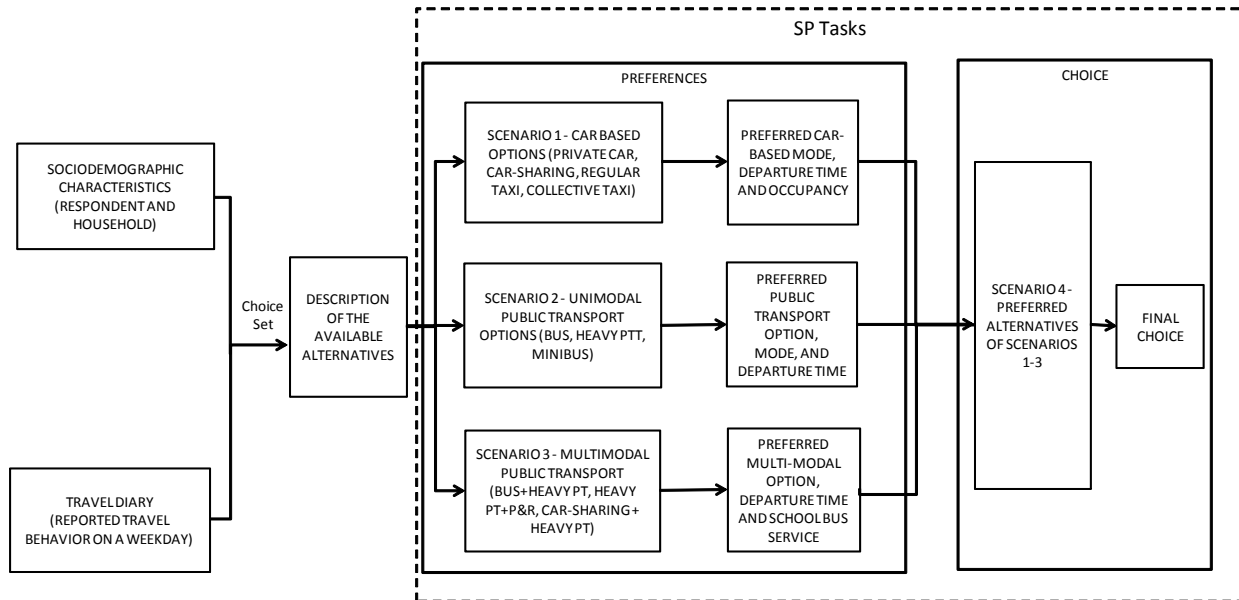 SP Tasks
PREFERENCES
CHOICE
SOCIODEMOGRAPHIC
CHARACTERISTICS
(RESPONDENT AND
HOUSEHOLD)
TRAVEL DIARY
(REPORTED TRAVEL
BEHAVIOR ON A WEEKDAY)
Choice
Set
DESCRIPTION
OF THE
AVAILABLE
ALTERNATIVES
SCENARIO 1 - CAR BASED
OPTIONS (PRIVATE CAR,
CAR-SHARING, REGULAR
TAXI, COLLECTIVE TAXI)
PREFERRED CAR-
BASED MODE,
DEPARTURE TIME
AND OCCUPANCY
SCENARIO 2 - UNIMODAL
PUBLIC TRANSPORT
OPTIONS (BUS, HEAVY PTT,
MINIBUS)
PREFERRED
PUBLIC
TRANSPORT
OPTION,
MODE, AND
DEPARTURE TIME
SCENARIO 3 - MULTIMODAL
PUBLIC TRANSPORT
(BUS+HEAVY PT, HEAVY
PT+P&R, CAR-SHARING +
HEAVY PT)
PREFERRED
MULTI-MODAL
OPTION,
DEPARTURE TIME
AND SCHOOL BUS
SERVICE
SCENARIO 4 -
PREFERRED
ALTERNATIVES
OF SCENARIOS
1-3
FINAL
CHOICE